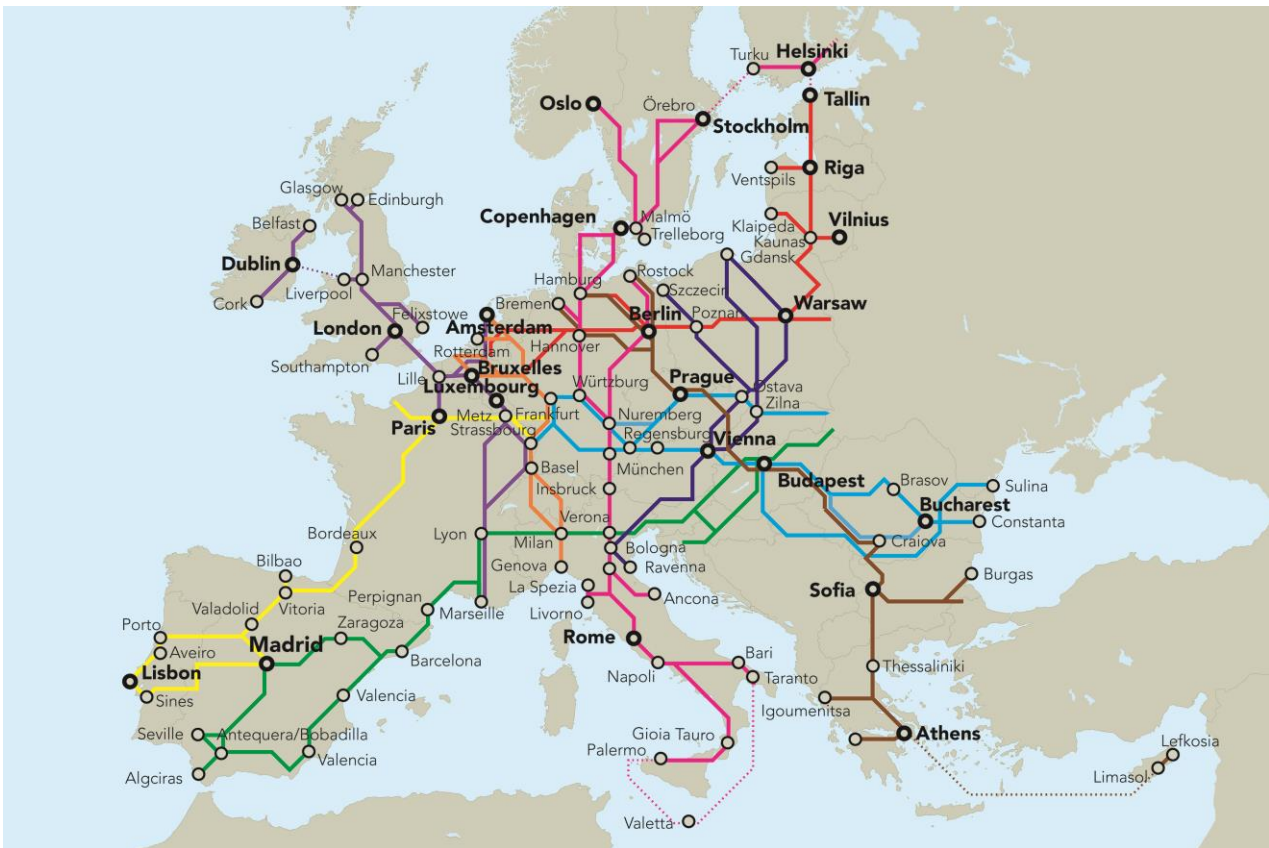 Turku
Helsinki
Oslo
Örebro
Tallin
Stockholm
Riga
Ventspils
Glasgow
Edinburgh
Belfast
Copenhagen
Malmö
Trelleborg
Klaipeda
Kaunas
Vilnius
Gdansk
Dublin
Manchester
Liverpool
Cork
Hamburg
Rostock
Szczecin
Bremen
Felixstowe
London
Amsterdam
Berlin
Poznan
Warsaw
Southampton
Rotterdam
Hannover
Lille
Bruxelles
Luxembourg
Würtzburg
Prague
Ostava
Zilna
Paris
Metz
Frankfurt
Strassbourg
Nuremberg
Regensburg
Vienna
Basel
München
Budapest
Insbruck
Brasov
Sulina
Bucharest
Constanta
Bordeaux
Lyon
Milan
Verona
Bologna
Craiova
Bilbao
Genova
Ravenna
La Spezia
Burgas
Valadolid
Vitoria
Perpignan
Marseille
Livorno
Ancona
Sofia
Porto
Zaragoza
Madrid
Rome
Aveiro
Barcelona
Lisbon
Napoli
Bari
Thessaliniki
Sines
Valencia
Taranto
Igoumenitsa
Seville
Antequera/Bobadilla
Gioia Tauro
Athens
Palermo
Valencia
Lefkosia
Algciras
Limasol
Valetta